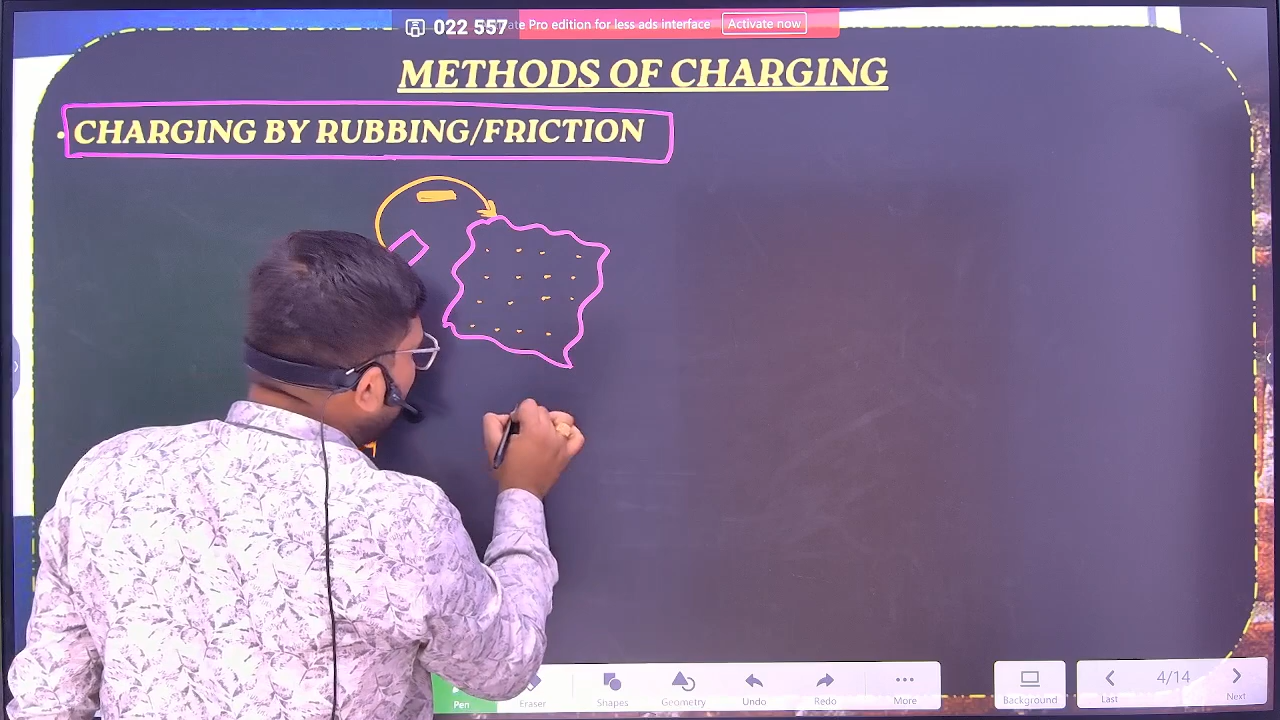 022 557
ate Pro edition for less ads interface Activate now
METHODS OF CHARGING
• CHARGING BY RUBBING/FRICTION
Pen Eraser Shapes Geometry Undo Redo More Background Last 4/14 Next